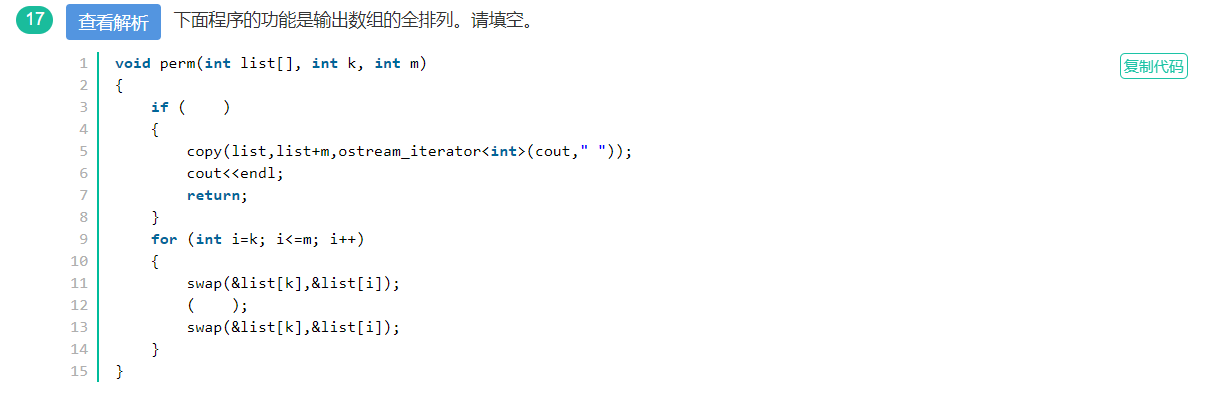 17 查看解析 下面程序的功能是输出数组的全排列。请填空。
复制代码
1 void perm(int list[], int k, int m)
2 {
3     if (    )
4     {
5         copy(list,list+m,ostream_iterator<int>(cout," "));
6         cout<<endl;
7         return;
8     }
9     for (int i=k; i<=m; i++)
10     {
11         swap(&list[k],&list[i]);
12         (    );
13         swap(&list[k],&list[i]);
14     }
15 }